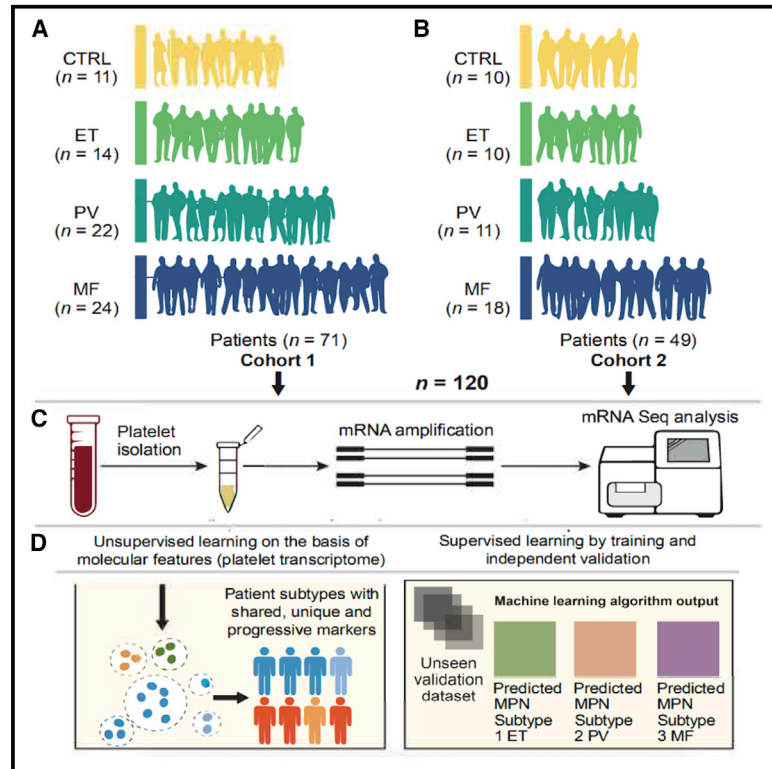 A
CTRL
(n = 11)
ET
(n = 14)
PV
(n = 22)
MF
(n = 24)
Patients (n = 71)
Cohort 1
B
CTRL
(n = 10)
ET
(n = 10)
PV
(n = 11)
MF
(n = 18)
Patients (n = 49)
Cohort 2
n = 120
C
Platelet
isolation
mRNA amplification
mRNA Seq analysis
D
Unsupervised learning on the basis of
molecular features (platelet transcriptome)
Patient subtypes with
shared, unique and
progressive markers
Supervised learning by training and
independent validation
Unseen
validation
dataset
Machine learning algorithm output
Predicted
MPN
Subtype
1 ET
Predicted
MPN
Subtype
2 PV
Predicted
MPN
Subtype
3 MF